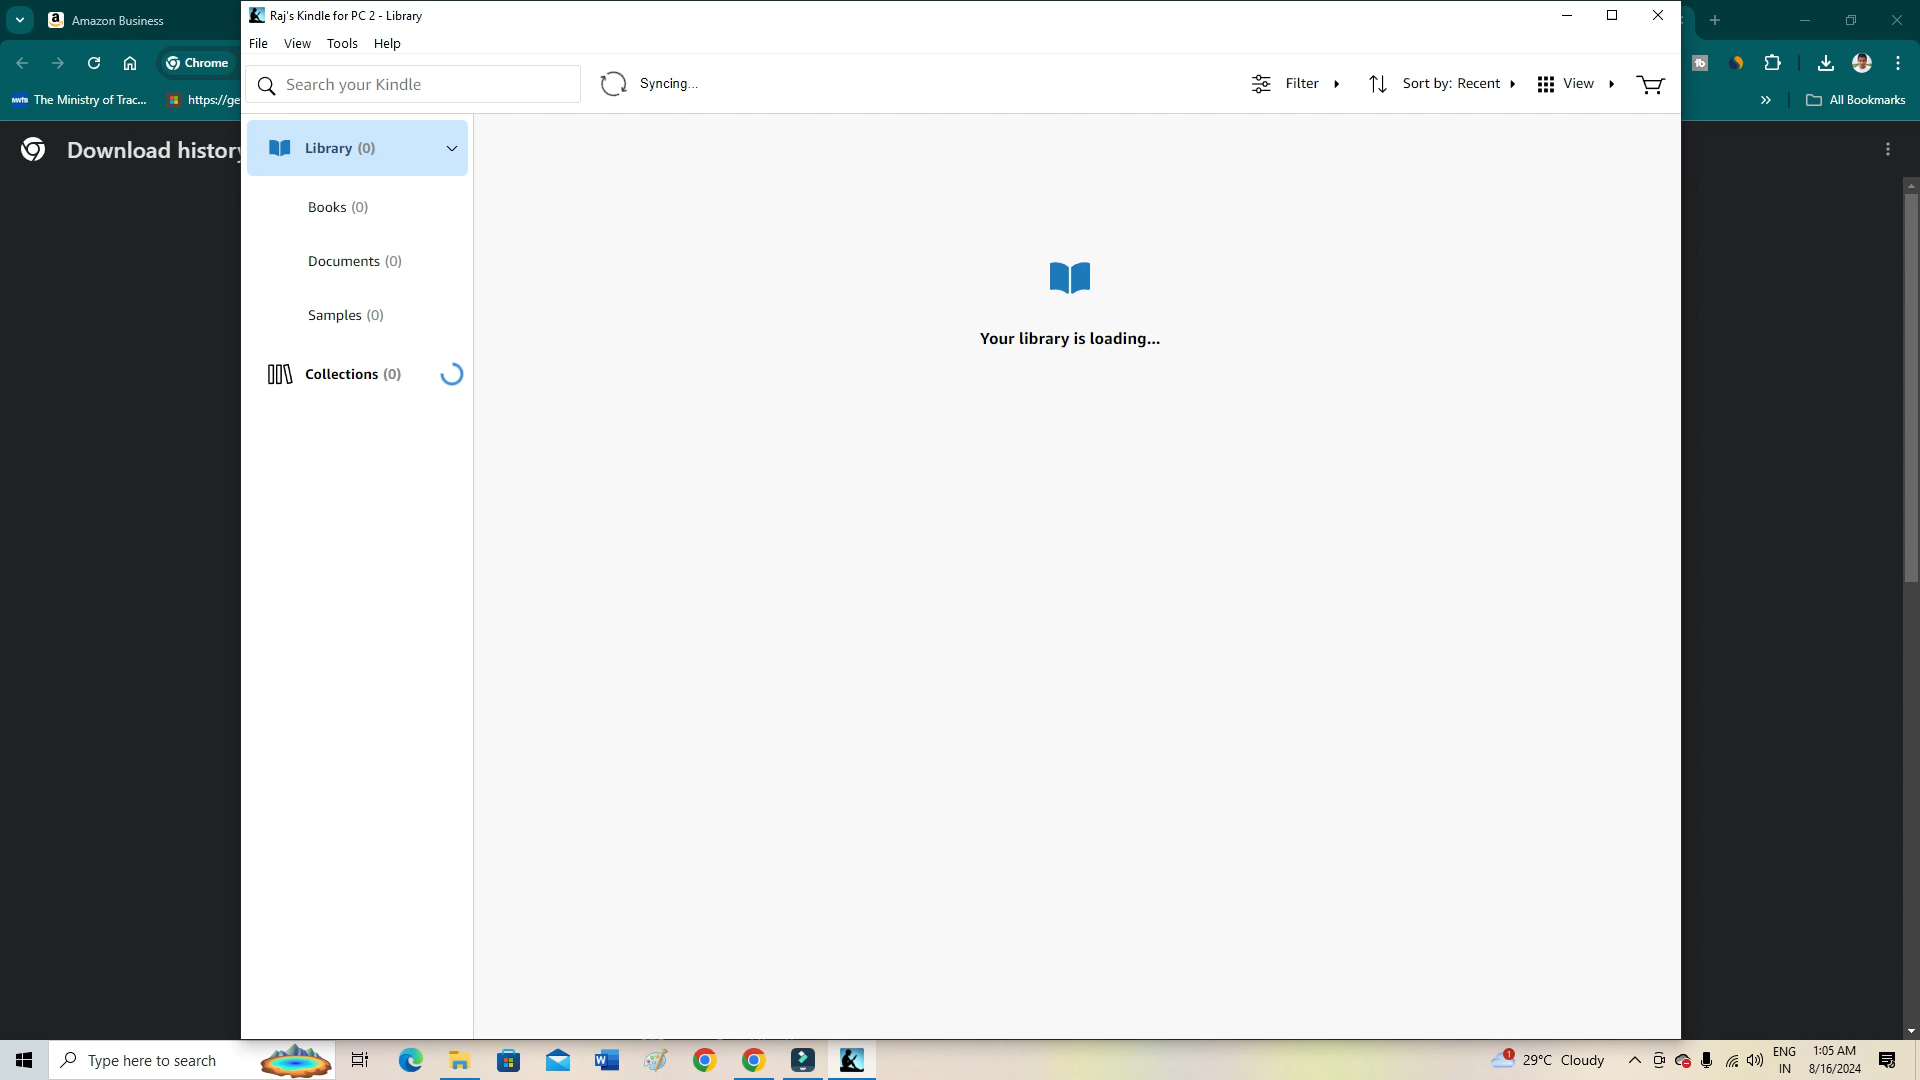 Amazon Business
Raj's Kindle for PC 2 - Library
File View Tools Help
Chrome
Search your Kindle
Syncing...
Filter
Sort by: Recent
View
The Ministry of Trac...
https://ge
All Bookmarks
Download history
Library (0)
Books (0)
Documents (0)
Samples (0)
Collections (0)
Your library is loading...
Type here to search
1
29°C Cloudy
ENG
IN
1:05 AM
8/16/2024